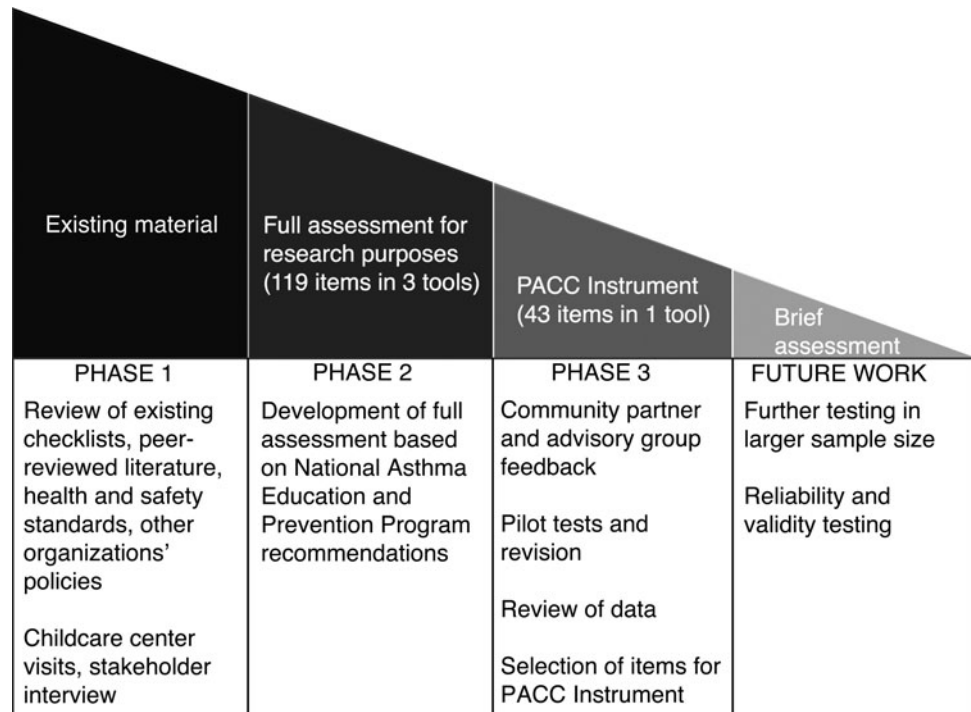 Existing material
Full assessment for
research purposes
(119 items in 3 tools)
PACC Instrument
(43 items in 1 tool)
Brief
assessment
PHASE 1
Review of existing
checklists, peer-
reviewed literature,
health and safety
standards, other
organizations’
policies
Childcare center
visits, stakeholder
interview
PHASE 2
Development of full
assessment based
on National Asthma
Education and
Prevention Program
recommendations
PHASE 3
Community partner
and advisory group
feedback
Pilot tests and
revision
Review of data
Selection of items for
PACC Instrument
FUTURE WORK
Further testing in
larger sample size
Reliability and
validity testing